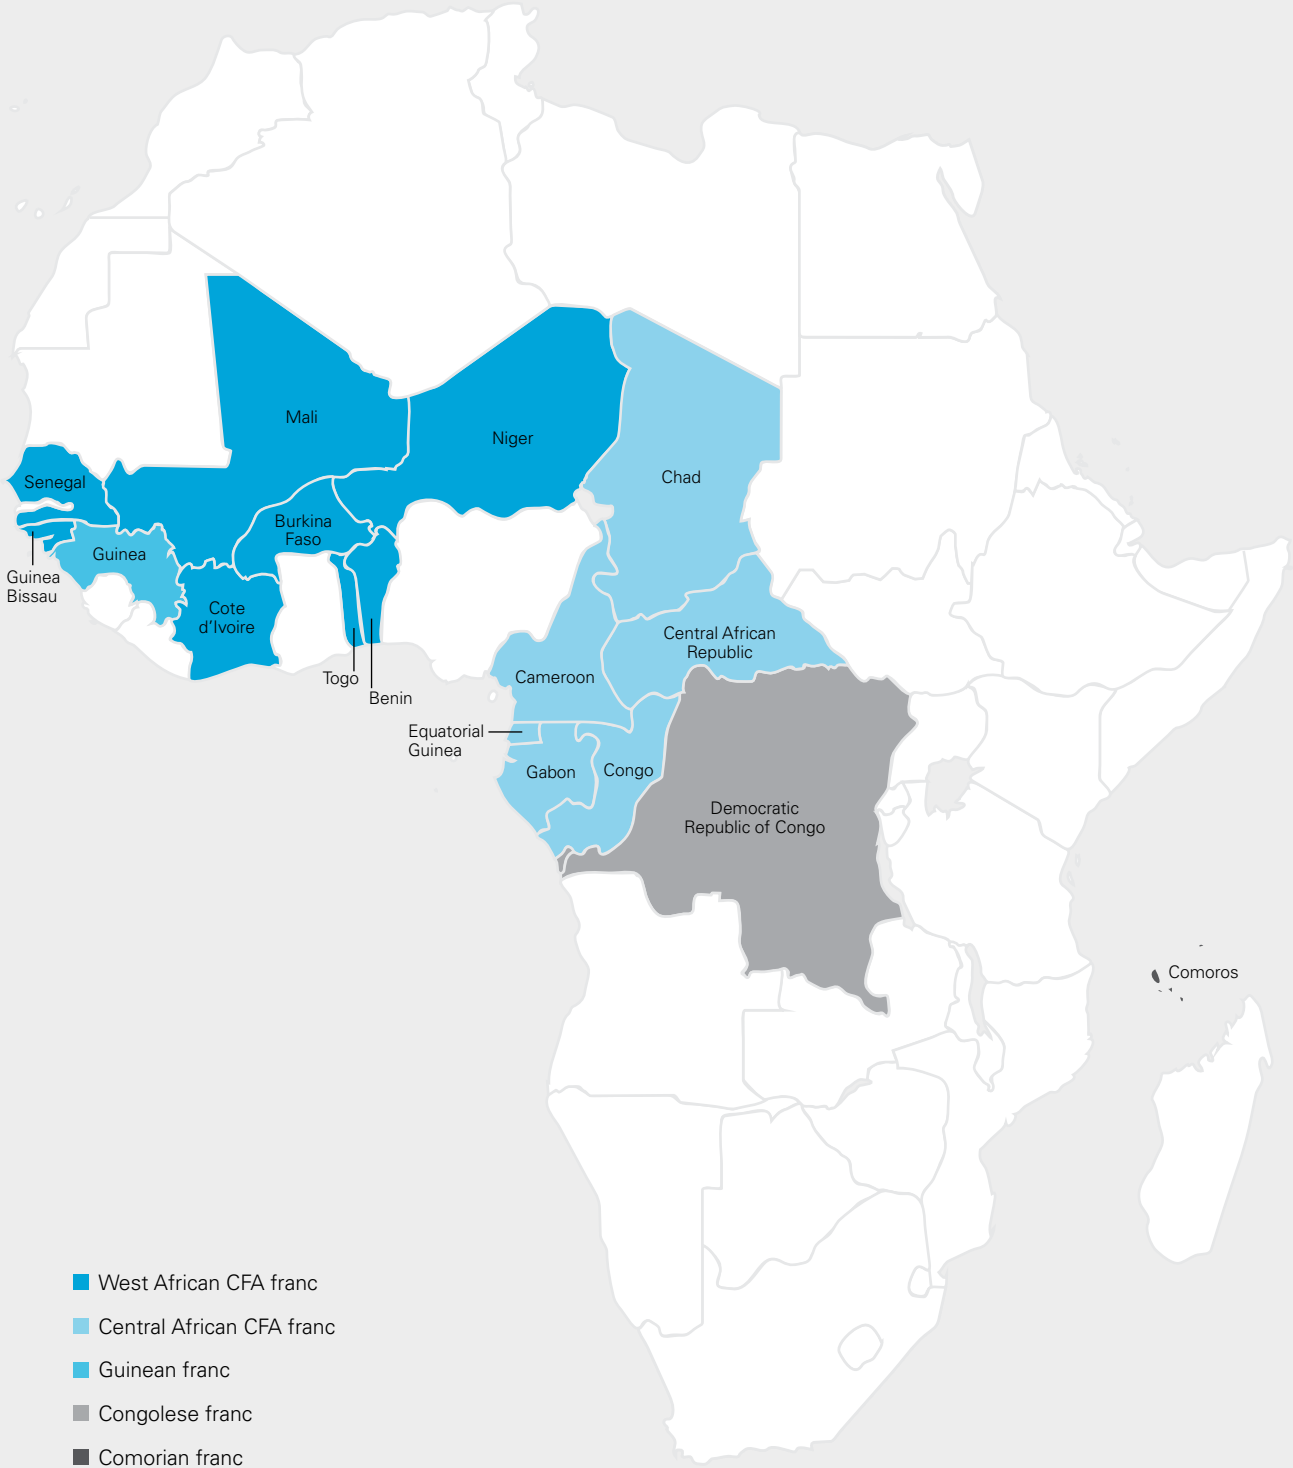 Mali
Niger
Chad
Senegal
Burkina
Faso
Guinea
Guinea
Bissau
Cote
d'Ivoire
Central African
Republic
Togo
Cameroon
Benin
Equatorial
Guinea
Gabon
Congo
Democratic
Republic of Congo
Comoros
West African CFA franc
Central African CFA franc
Guinean franc
Congolese franc
Comorian franc